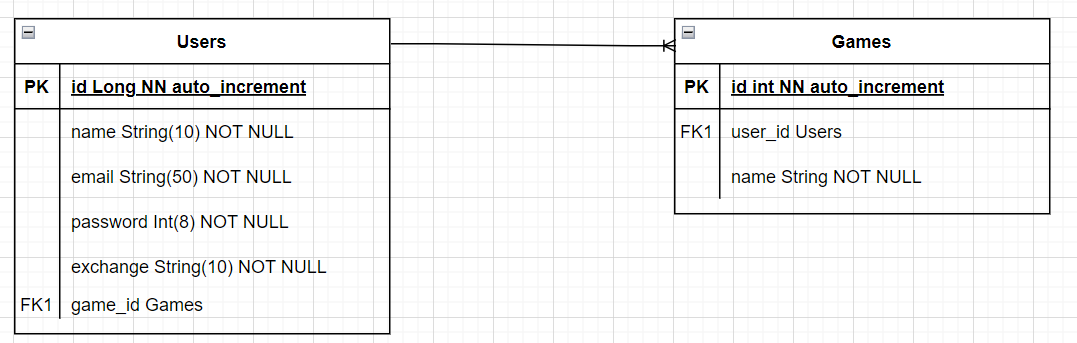 Users
PK id Long NN auto_increment
name String(10) NOT NULL
email String(50) NOT NULL
password Int(8) NOT NULL
exchange String(10) NOT NULL
FK1 game_id Games
Games
PK id int NN auto_increment
FK1 user_id Users
name String NOT NULL